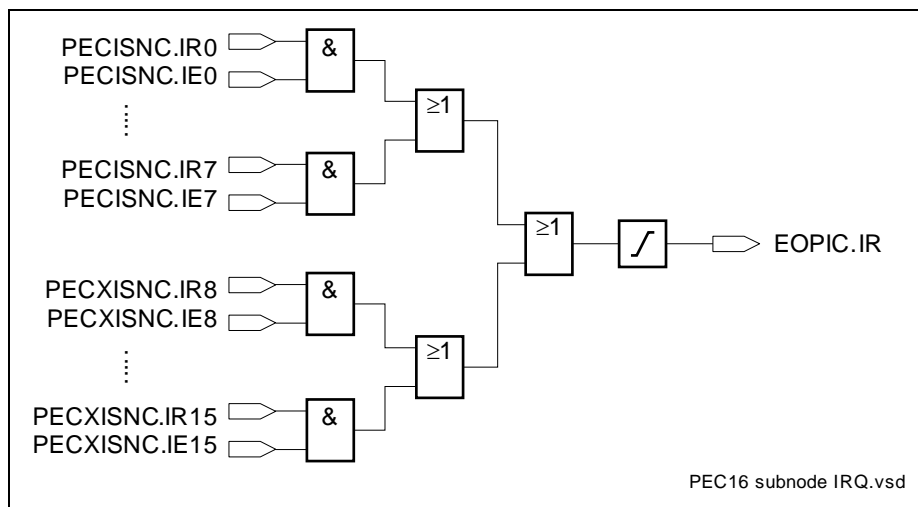 PECISNC.IR0
PECISNC.IE0
&
≥1
PECISNC.IR7
PECISNC.IE7
&
≥1
EOPIC.IR
PECXISNC.IR8
PECXISNC.IE8
&
≥1
PECXISNC.IR15
PECXISNC.IE15
&
PEC16 subnode IRQ.vsd